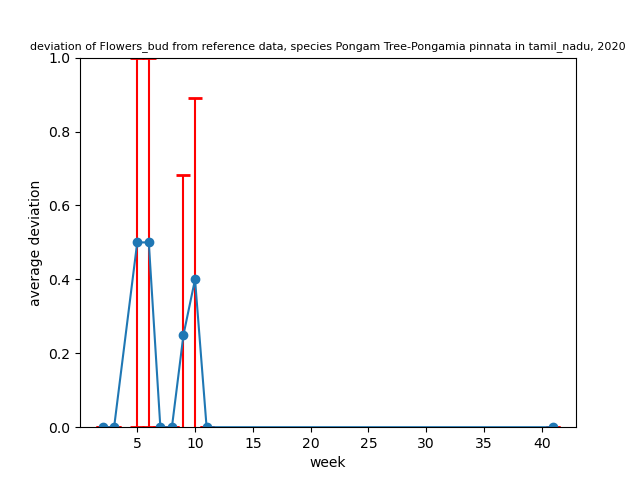 deviation of Flowers_bud from reference data, species Pongam Tree-Pongamia pinnata in tamil_nadu, 2020
1.0
0.8
0.6
0.4
0.2
0.0
average deviation
5 10 15 20 25 30 35 40
week